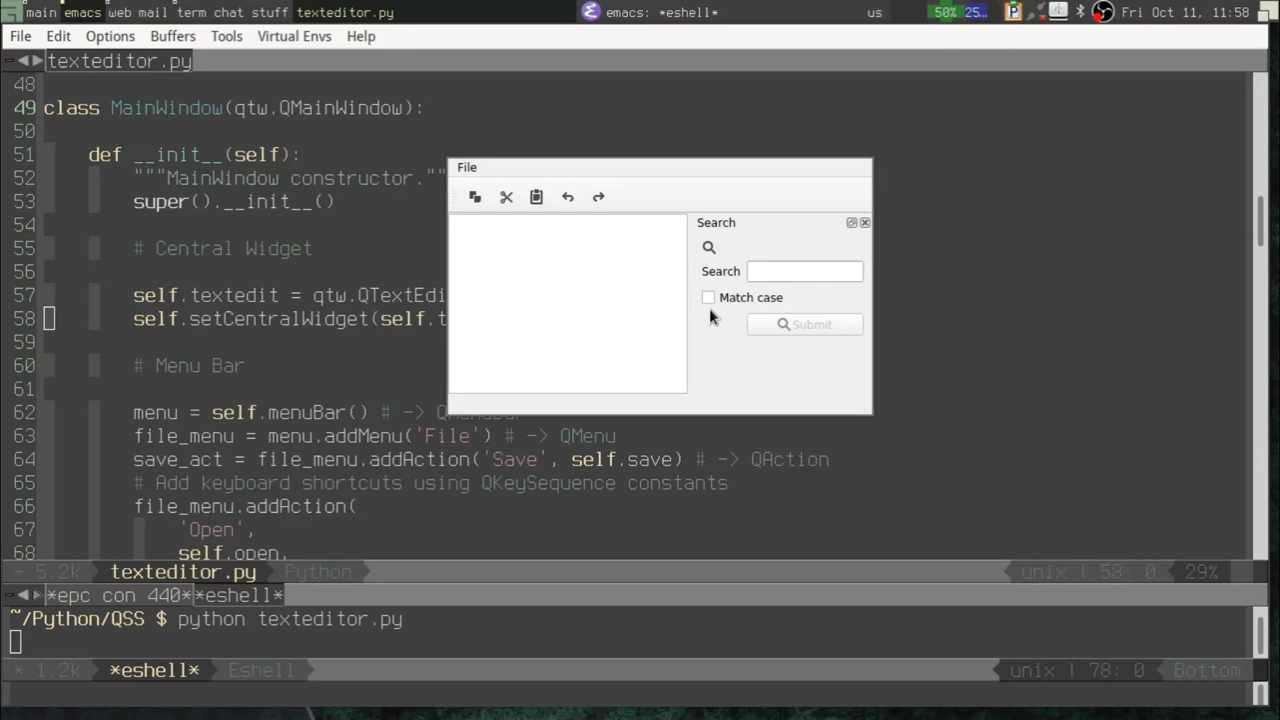 main emacs web mail term chat stuff texteditor.py emacs: *eshell* us 50% 25... Fri Oct 11, 11:58
File Edit Options Buffers Tools Virtual Envs Help
texteditor.py
48
49 class MainWindow(qtw.QMainWindow):
50
51 def __init__(self):
52 """MainWindow constructor.""
53 super().__init__()
54
55 # Central Widget
56
57 self.textedit = qtw.QTextEdi
58 self.setCentralWidget(self.t
59
60 # Menu Bar
61
62 menu = self.menuBar() # -> QMenuBar
63 file_menu = menu.addMenu('File') # -> QMenu
64 save_act = file_menu.addAction('Save', self.save) # -> QAction
65 # Add keyboard shortcuts using QKeySequence constants
66 file_menu.addAction(
67 'Open',
68 self.open,
File
Search
Search
Match case
Submit
- 5.2k texteditor.py Python unix | 58: 0 29%
*epc con 440* *eshell*
~/Python/QSS $ python texteditor.py
* 1.2k *eshell* Eshell unix | 78: 0 Bottom